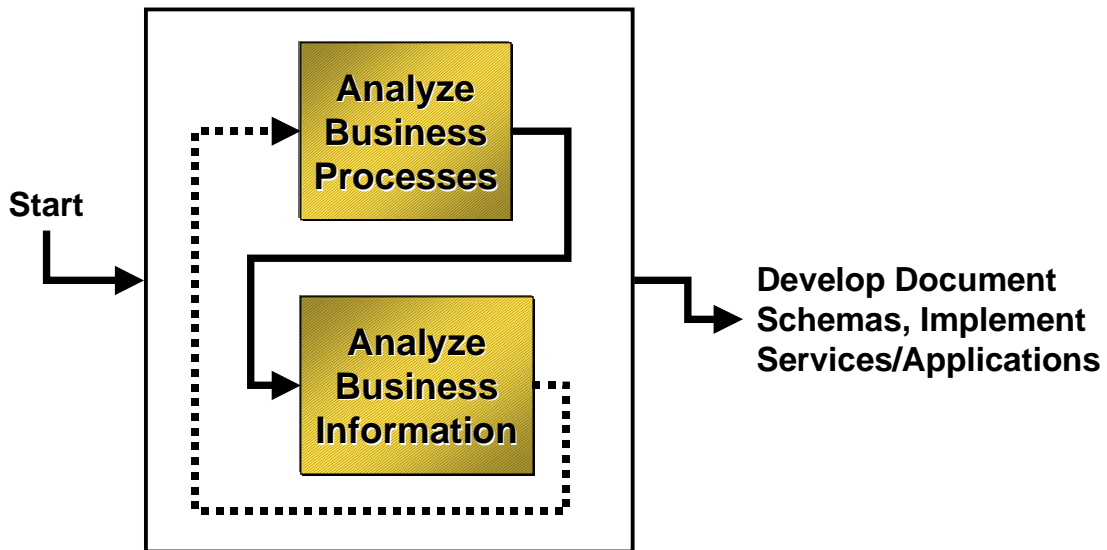 Start
Analyze
Business
Processes
Analyze
Business
Information
Develop Document
Schemas, Implement
Services/Applications